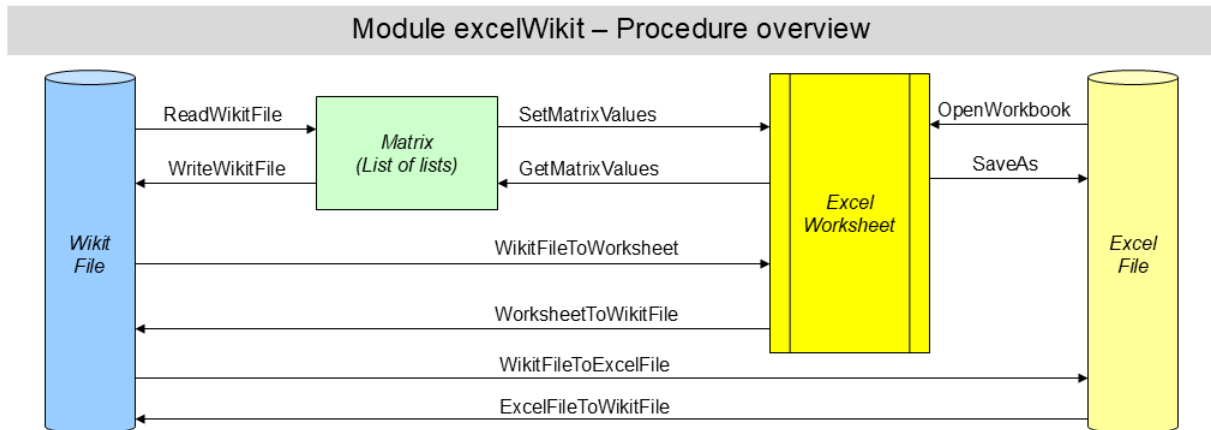 Module excelWikit – Procedure overview
ReadWikitFile
SetMatrixValues
OpenWorkbook
Matrix
(List of lists)
WriteWikitFile
GetMatrixValues
SaveAs
Excel
Worksheet
Wikit
File
WikitFileToWorksheet
Excel
File
WorksheetToWikitFile
WikitFileToExcelFile
ExcelFileToWikitFile